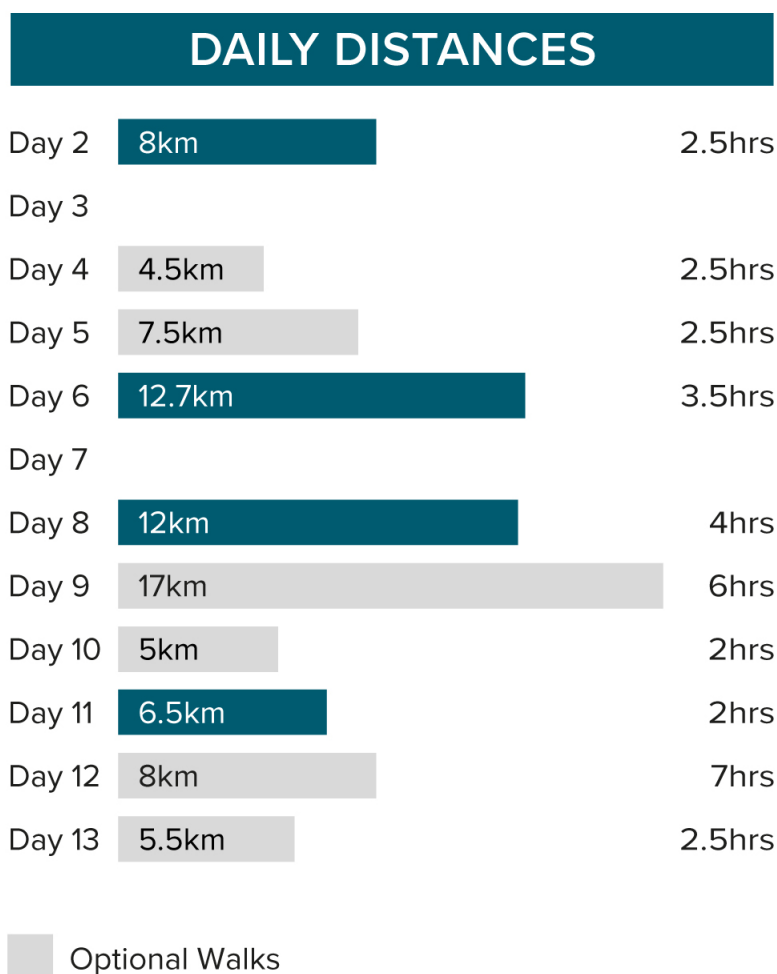 DAILY DISTANCES
Day 2 8km 2.5hrs
Day 3
Day 4 4.5km 2.5hrs
Day 5 7.5km 2.5hrs
Day 6 12.7km 3.5hrs
Day 7
Day 8 12km 4hrs
Day 9 17km 6hrs
Day 10 5km 2hrs
Day 11 6.5km 2hrs
Day 12 8km 7hrs
Day 13 5.5km 2.5hrs
Optional Walks